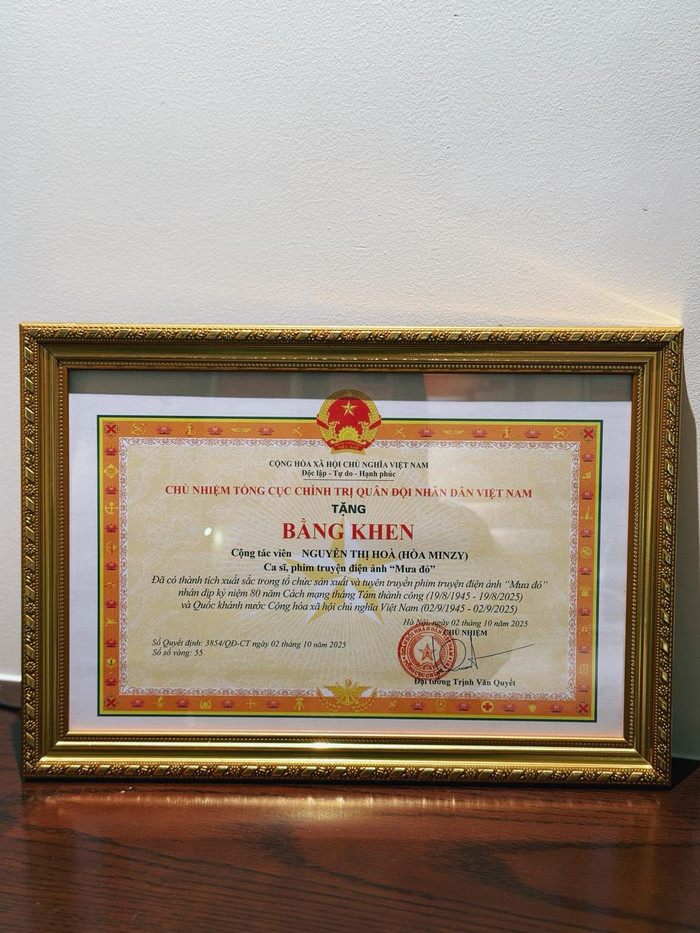 CỘNG HÒA XÃ HỘI CHỦ NGHĨA VIỆT NAM
Độc lập - Tự do - Hạnh phúc
CHỦ NHIỆM TỔNG CỤC CHÍNH TRỊ QUÂN ĐỘI NHÂN DÂN VIỆT NAM
TẶNG
BẰNG KHEN
Cộng tác viên NGUYỄN THỊ HOÀ (HÒA MINZY)
Ca sĩ, phim truyện điện ảnh “Mưa đỏ”
Đã có thành tích xuất sắc trong tổ chức sản xuất và tuyên truyền phim truyện điện ảnh “Mưa đỏ”
nhân dịp kỷ niệm 80 năm Cách mạng tháng Tám thành công (19/8/1945 - 19/8/2025)
và Quốc khánh nước Cộng hòa xã hội chủ nghĩa Việt Nam (02/9/1945 - 02/9/2025)
Hà Nội, ngày 02 tháng 10 năm 2025
CHỦ NHIỆM
Số Quyết định: 3854/QĐ-CT ngày 02 tháng 10 năm 2025
Số sổ vàng: 55
Đại tướng Trịnh Văn Quyết